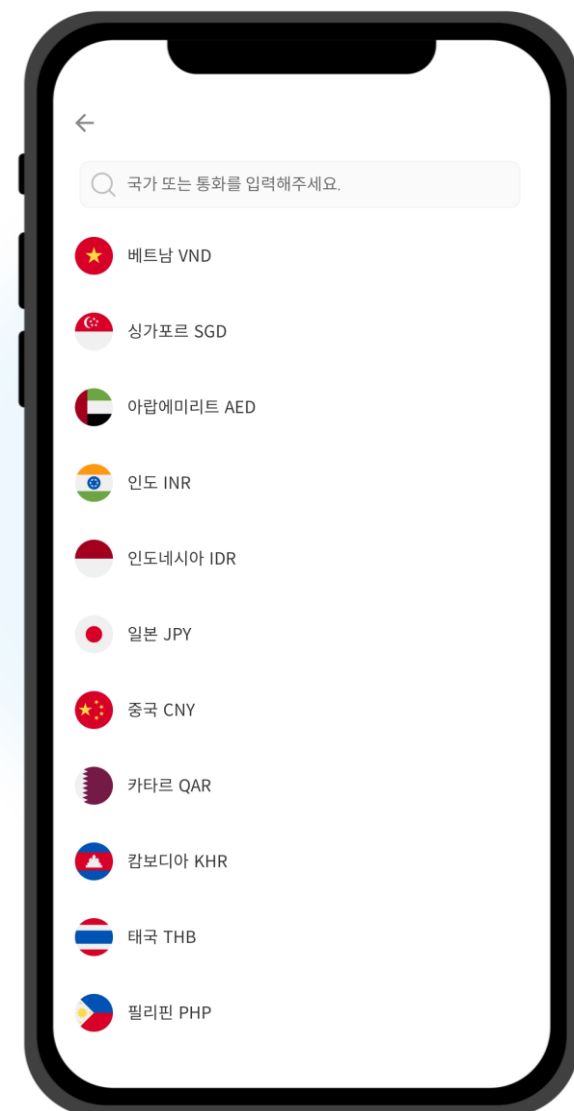 국가 또는 통화를 입력해주세요.
베트남 VND
싱가포르 SGD
아랍에미리트 AED
인도 INR
인도네시아 IDR
일본 JPY
중국 CNY
카타르 QAR
캄보디아 KHR
태국 THB
필리핀 PHP